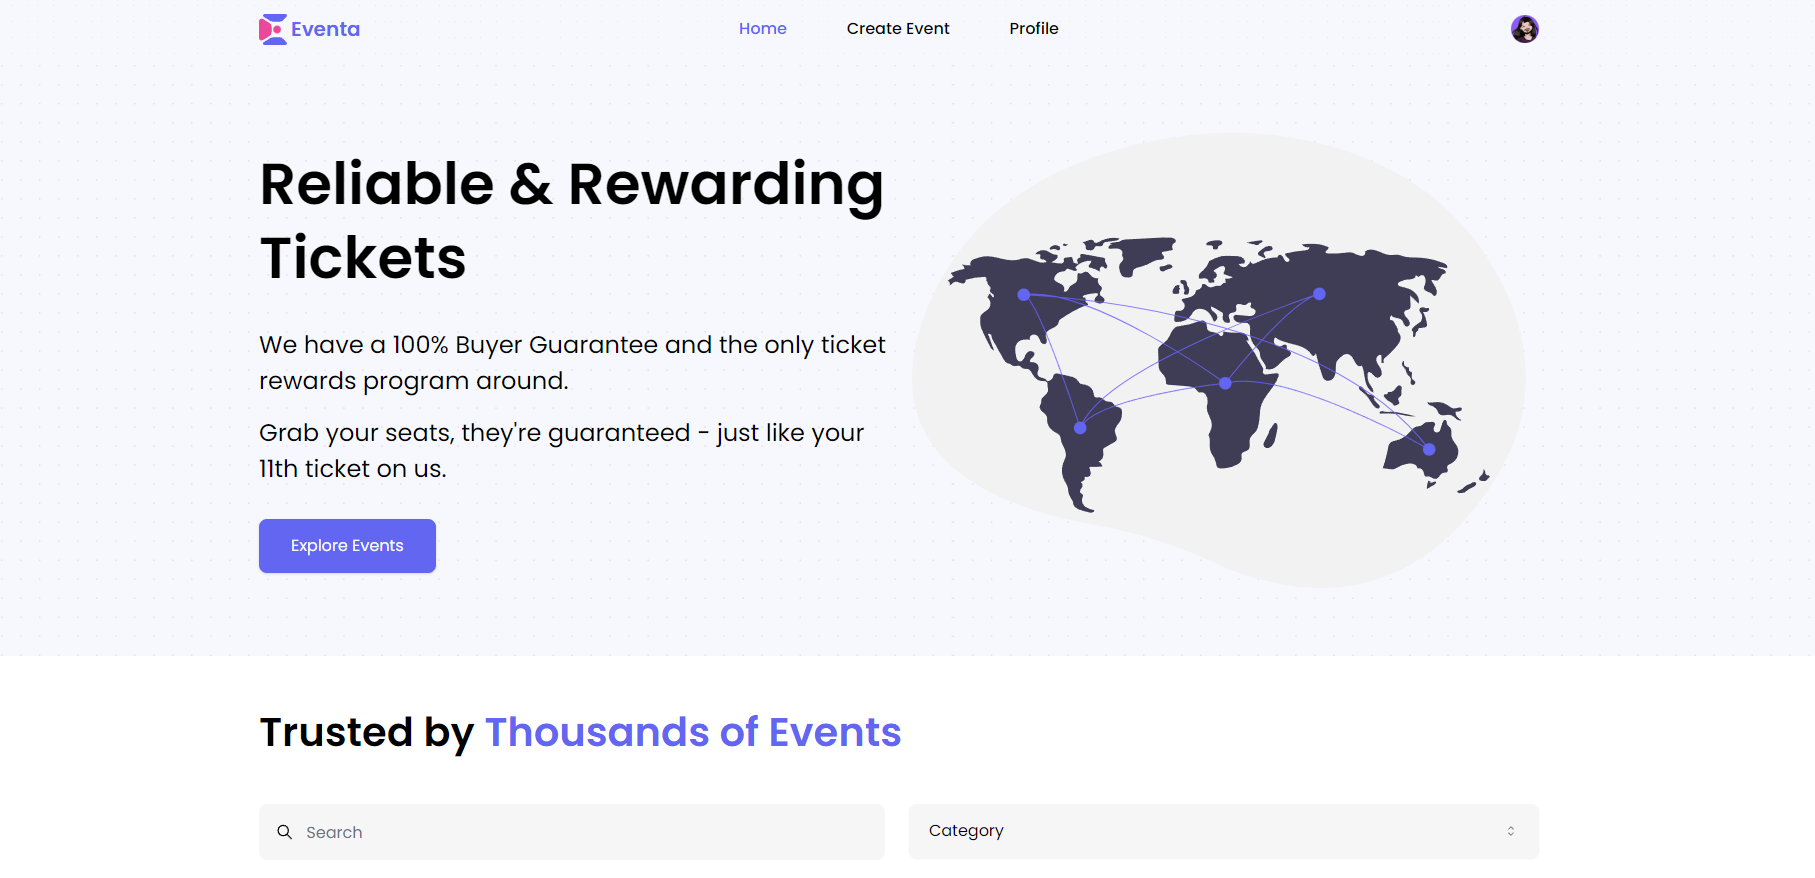 Eventa
Home
Create Event
Profile
Reliable & Rewarding
Tickets
We have a 100% Buyer Guarantee and the only ticket
rewards program around.
Grab your seats, they're guaranteed - just like your
11th ticket on us.
Explore Events
Trusted by Thousands of Events
Search
Category